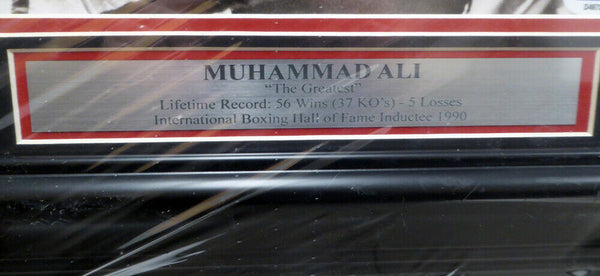 MUHAMMAD ALI
"The Greatest"
Lifetime Record: 56 Wins (37 KO's) - 5 Losses
International Boxing Hall of Fame Inductee 1990